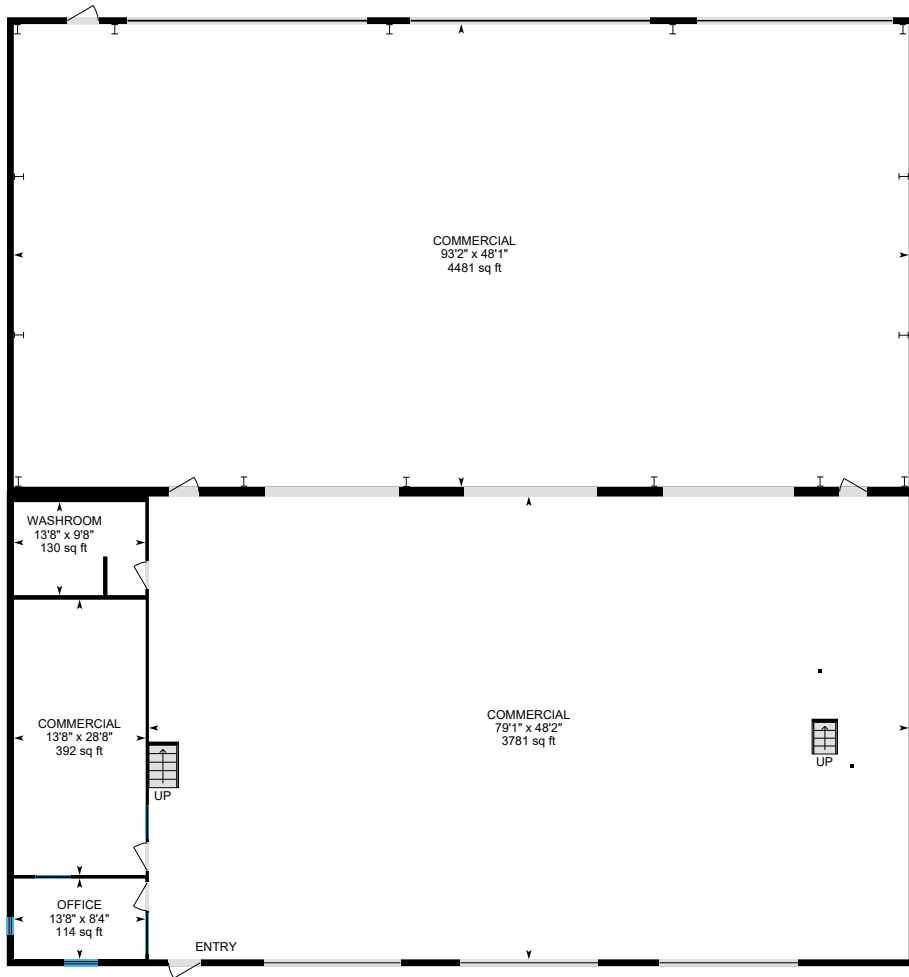 COMMERCIAL
93'2" x 48'1"
4481 sq ft
WASHROOM
13'8" x 9'8"
130 sq ft
COMMERCIAL
13'8" x 28'8"
392 sq ft
UP
COMMERCIAL
79'1" x 48'2"
3781 sq ft
UP
OFFICE
13'8" x 8'4"
114 sq ft
ENTRY